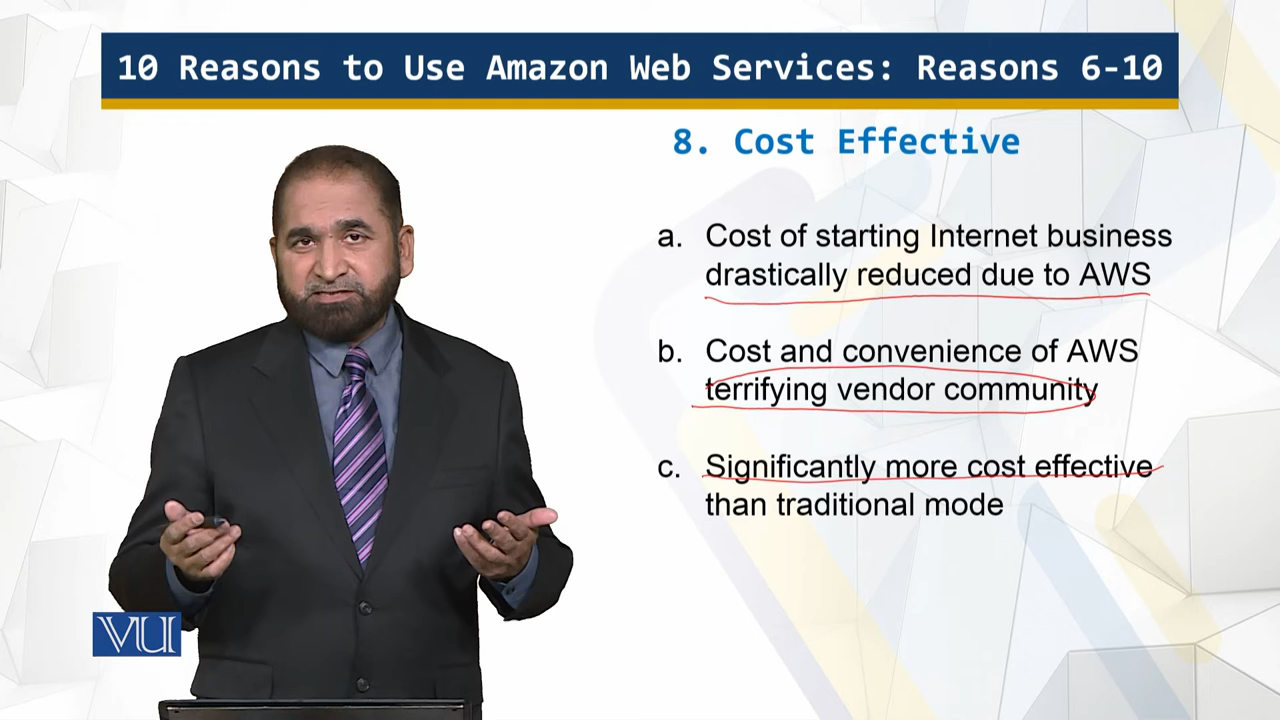 10 Reasons to Use Amazon Web Services: Reasons 6-10
8. Cost Effective
a. Cost of starting Internet business
drastically reduced due to AWS
b. Cost and convenience of AWS
terrifying vendor community
c. Significantly more cost effective
than traditional mode
VU